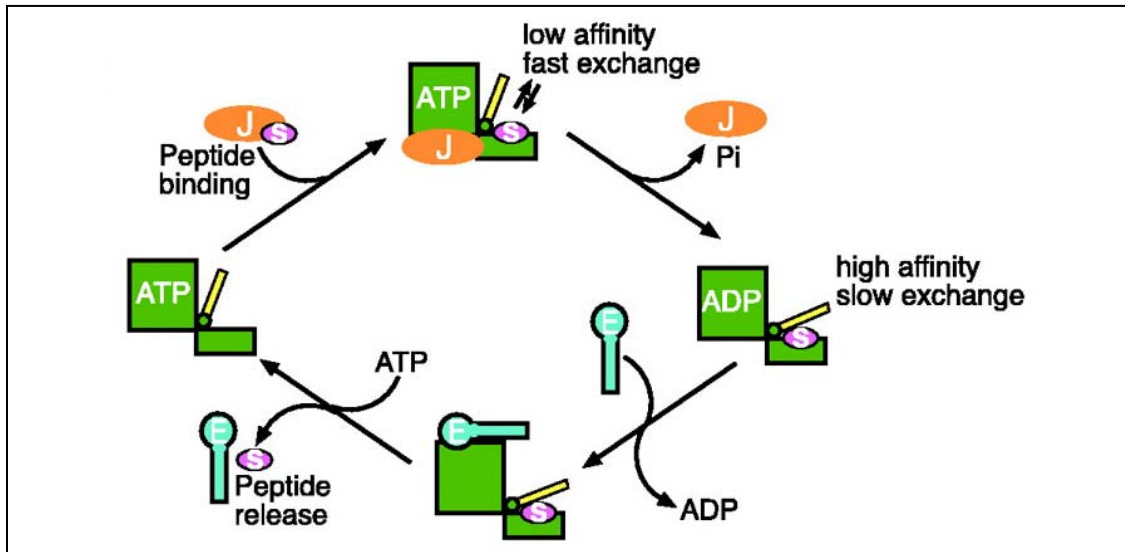 low affinity
fast exchange
ATP
J
S
Peptide
binding
J
S
J
Pi
ATP
ADP
S
high affinity
slow exchange
E
ATP
E
S
Peptide
release
E
S
ADP